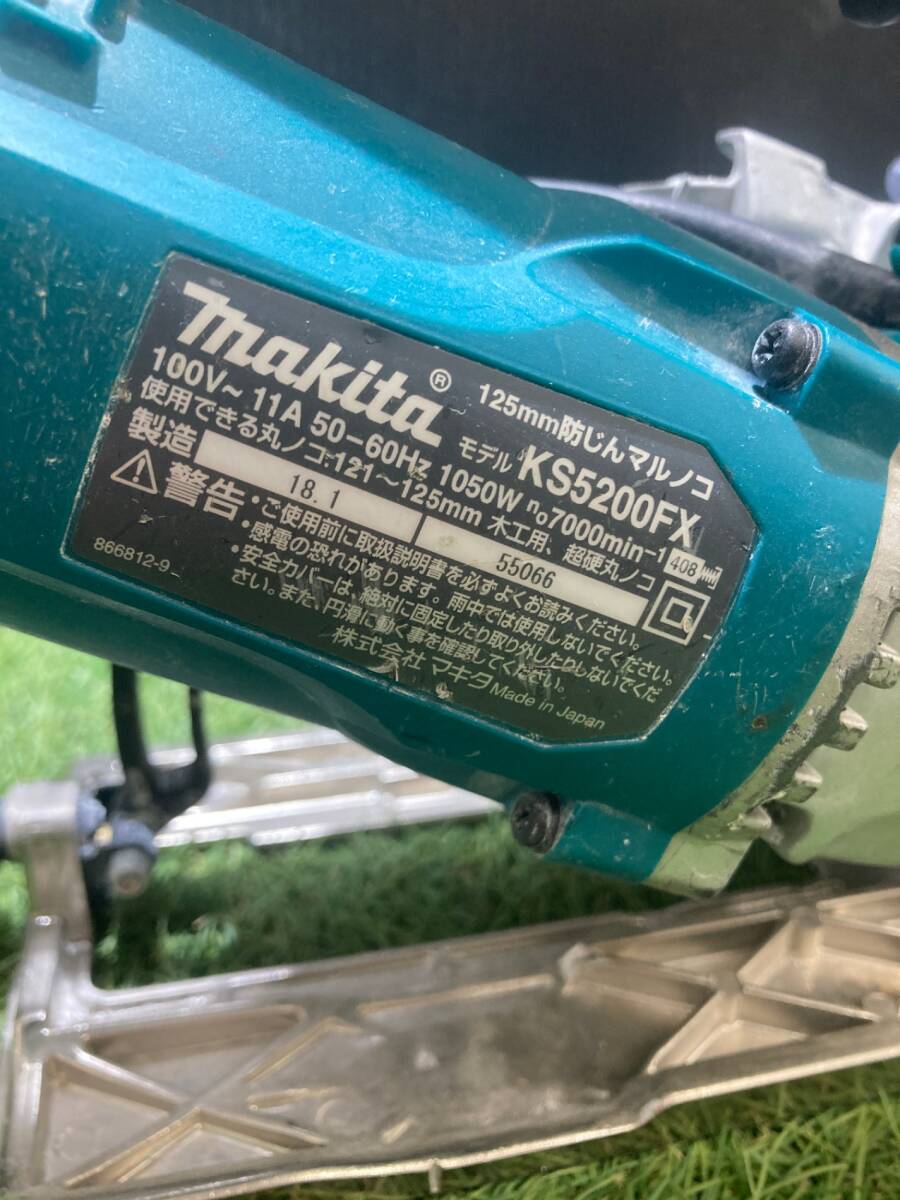 makita®
125mm防じんマルノコ
モデル KS5200FX
100V～ 11A 50-60Hz 1050W n₀7000min-1
使用できる丸ノコ:121～125mm 木工用、超硬丸ノコ
408
製造 18.1 55066
警告
・ご使用前に取扱説明書を必ずよくお読みください。
・感電の恐れがあります。雨中では使用しないでください。
・安全カバーは、絶対に固定したり取り外したりしないでくだ
さい。また、円滑に動く事を確認してください。
株式会社 マキタ Made in Japan
866812-9